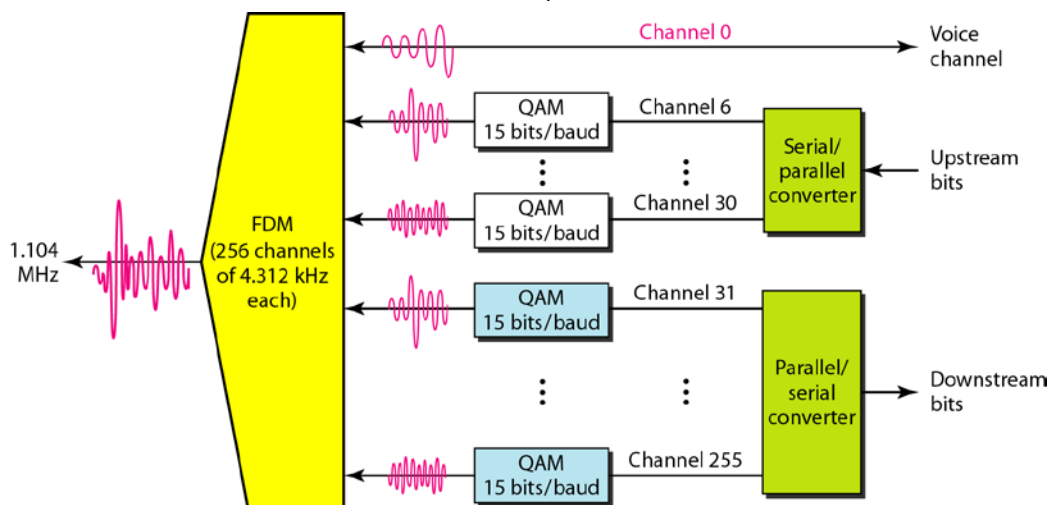 Channel 0
Voice
channel
QAM
15 bits/baud
Channel 6
Serial/
parallel
converter
Upstream
bits
QAM
15 bits/baud
Channel 30
1.104
MHz
FDM
(256 channels
of 4.312 kHz
each)
QAM
15 bits/baud
Channel 31
Parallel/
serial
converter
Downstream
bits
QAM
15 bits/baud
Channel 255